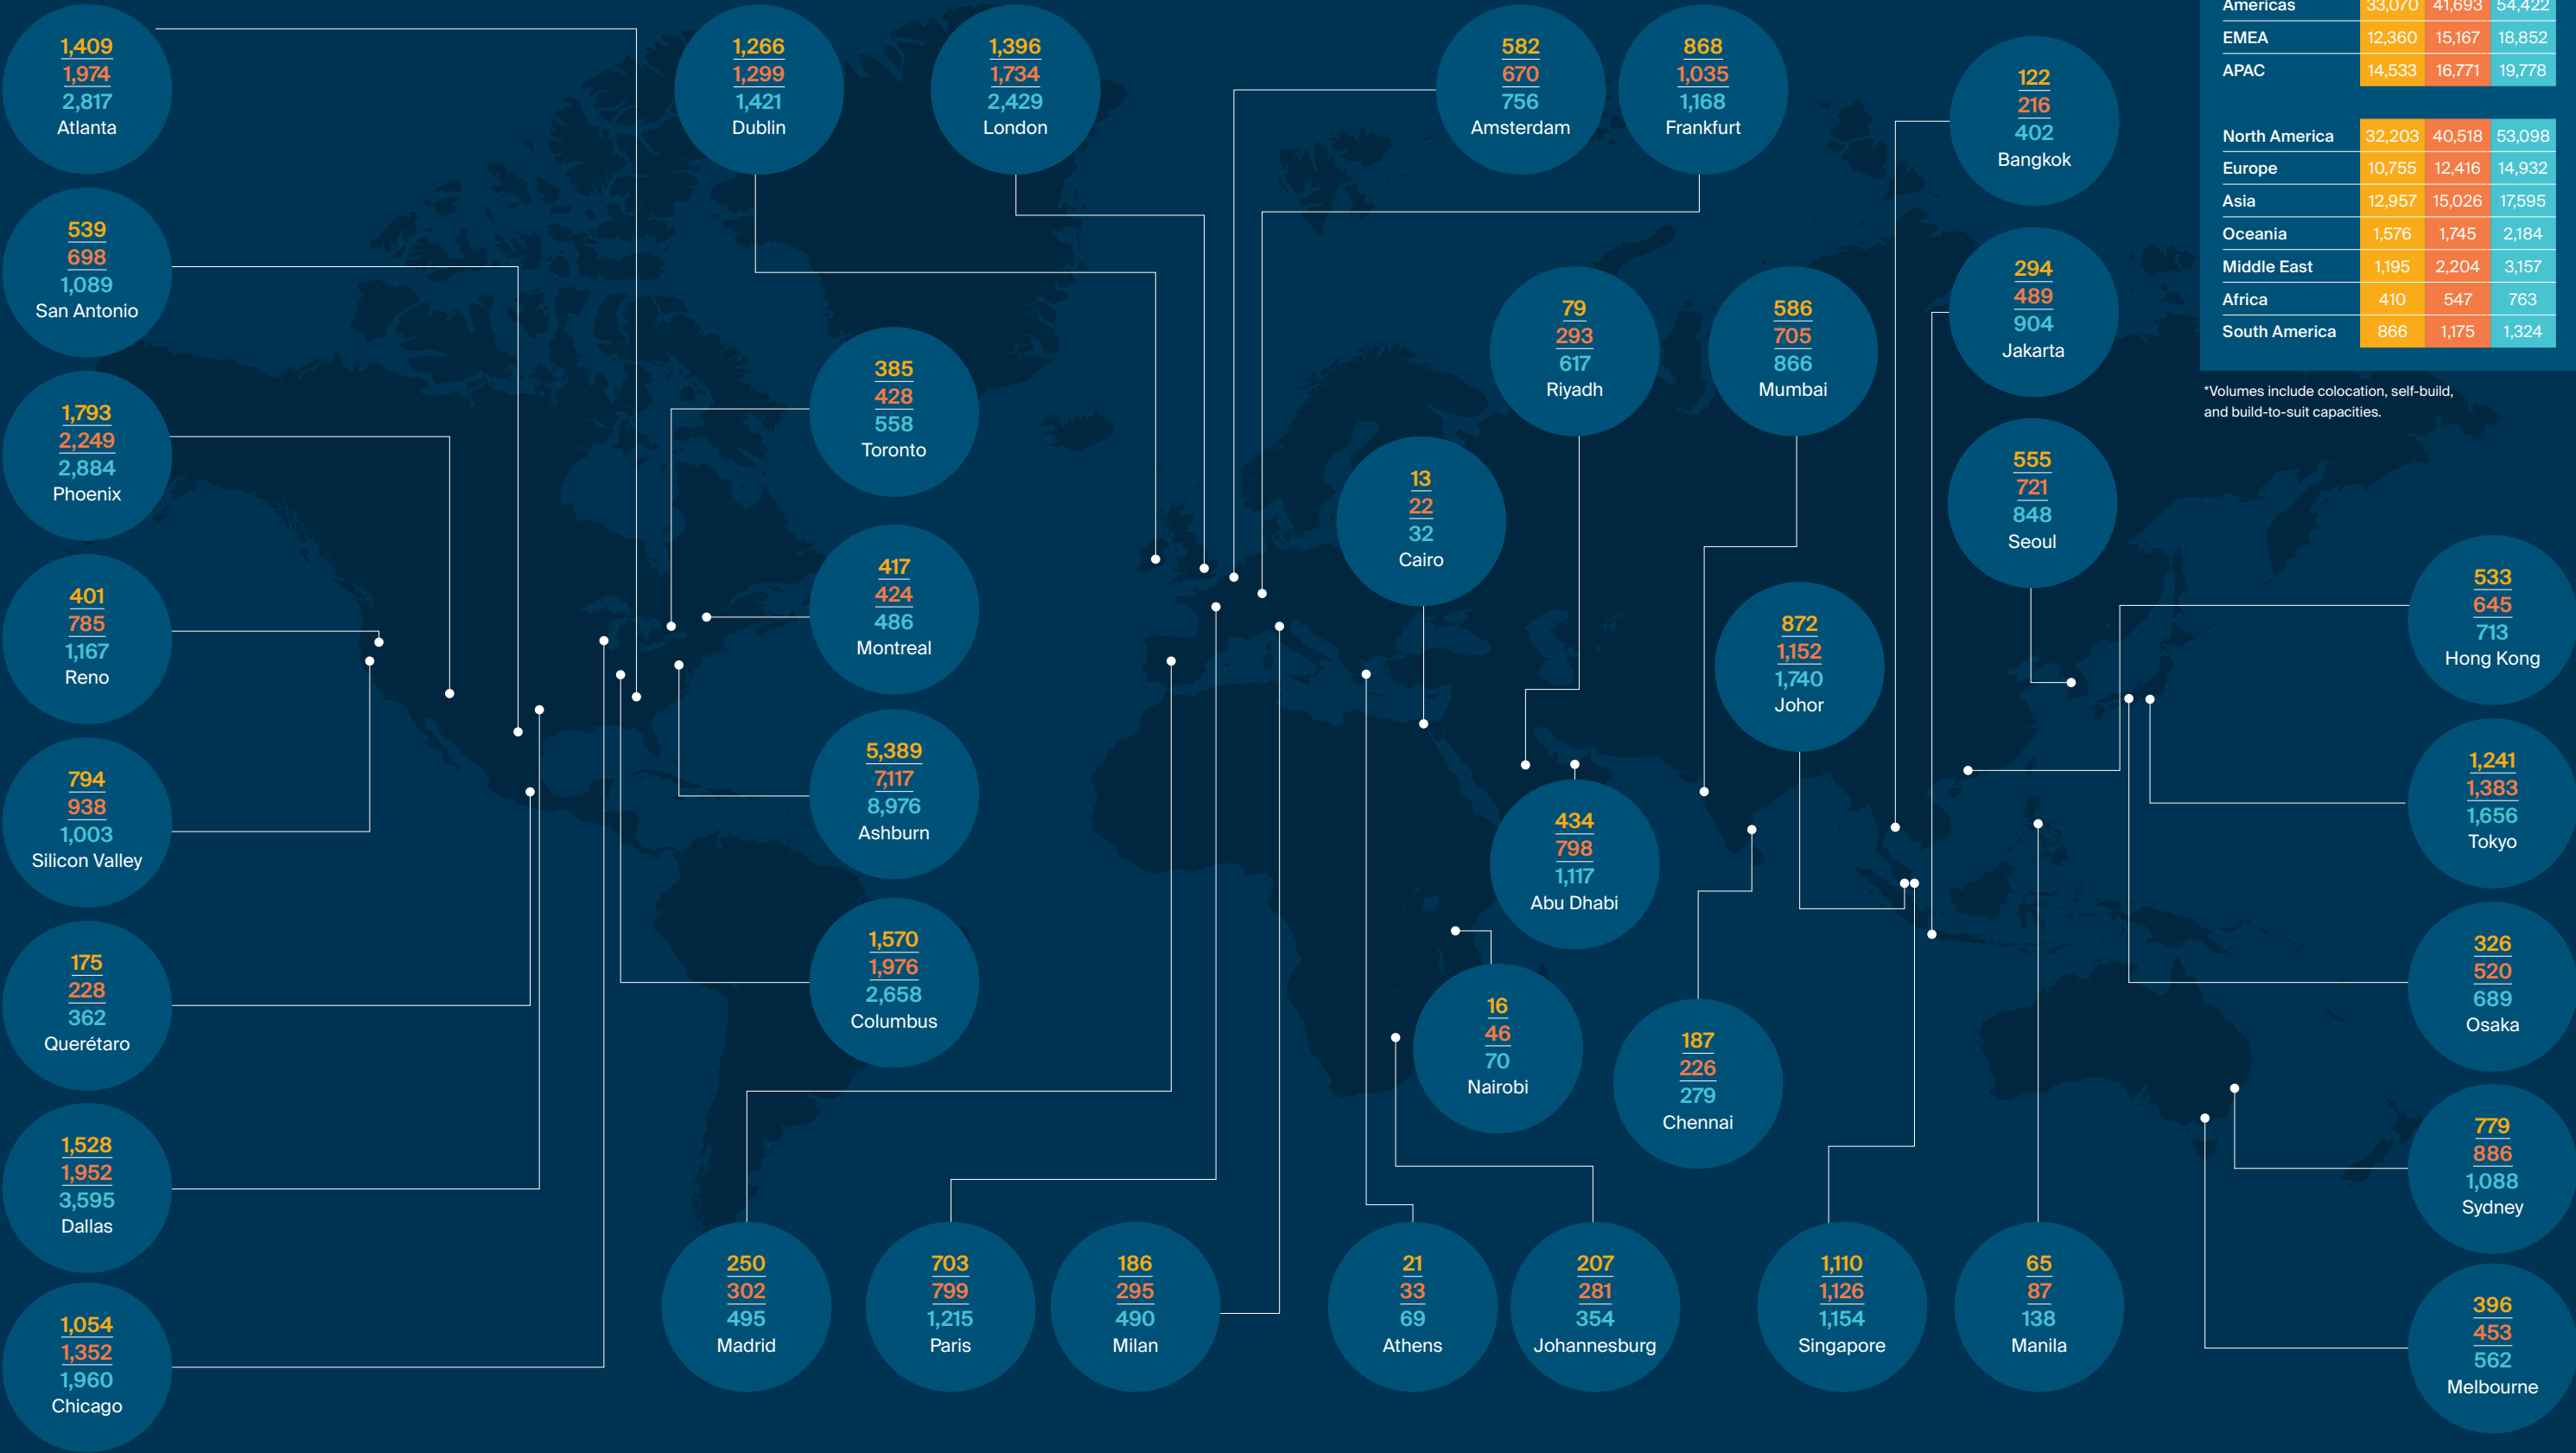 1,409
1,974
2,817
Atlanta
539
698
1,089
San Antonio
1,793
2,249
2,884
Phoenix
401
785
1,167
Reno
794
938
1,003
Silicon Valley
175
228
362
Querétaro
1,528
1,952
3,595
Dallas
1,054
1,352
1,960
Chicago
1,266
1,299
1,421
Dublin
1,396
1,734
2,429
London
385
428
558
Toronto
417
424
486
Montreal
5,389
7,117
8,976
Ashburn
1,570
1,976
2,658
Columbus
250
302
495
Madrid
703
799
1,215
Paris
186
295
490
Milan
582
670
756
Amsterdam
868
1,035
1,168
Frankfurt
79
293
617
Riyadh
586
705
866
Mumbai
13
22
32
Cairo
872
1,152
1,740
Johor
434
798
1,117
Abu Dhabi
16
46
70
Nairobi
187
226
279
Chennai
21
33
69
Athens
207
281
354
Johannesburg
1,110
1,126
1,154
Singapore
65
87
138
Manila
122
216
402
Bangkok
294
489
904
Jakarta
555
721
848
Seoul
Americas 33,070 41,693 54,422
EMEA 12,360 15,167 18,852
APAC 14,533 16,771 19,778
North America 32,203 40,518 53,098
Europe 10,755 12,416 14,932
Asia 12,957 15,026 17,595
Oceania 1,576 1,745 2,184
Middle East 1,195 2,204 3,157
Africa 410 547 763
South America 866 1,175 1,324
*Volumes include colocation, self-build,
and build-to-suit capacities.
533
645
713
Hong Kong
1,241
1,383
1,656
Tokyo
326
520
689
Osaka
779
886
1,088
Sydney
396
453
562
Melbourne